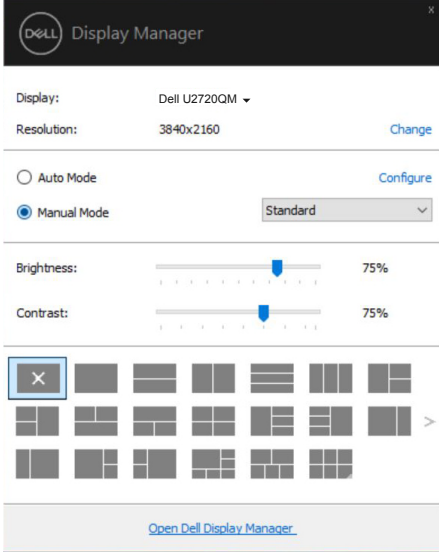 x
DELL Display Manager
Display: Dell U2720QM
Resolution: 3840x2160 Change
Auto Mode Configure
Manual Mode Standard
Brightness: 75%
Contrast: 75%
Open Dell Display Manager